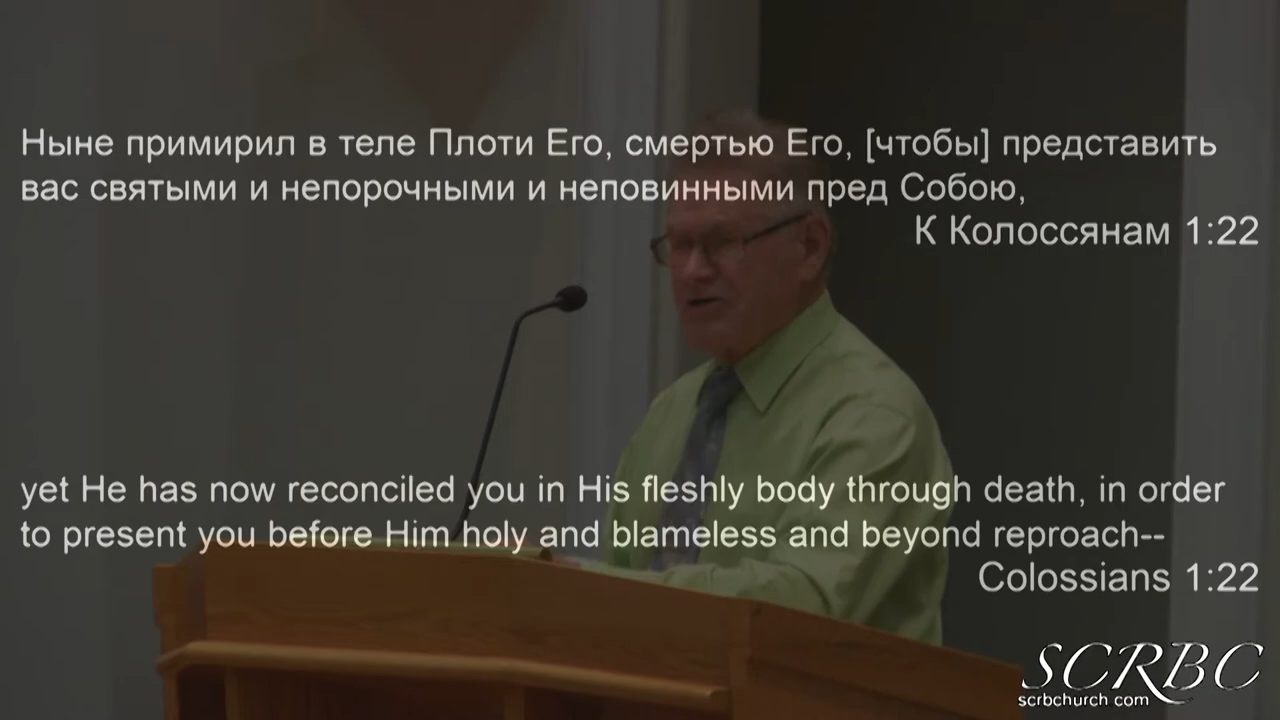 Ныне примирил в теле Плоти Его, смертью Его, [чтобы] представить
вас святыми и непорочными и неповинными пред Собою,
К Колоссянам 1:22
yet He has now reconciled you in His fleshly body through death, in order
to present you before Him holy and blameless and beyond reproach--
Colossians 1:22
SCRBC
scrbchurch com